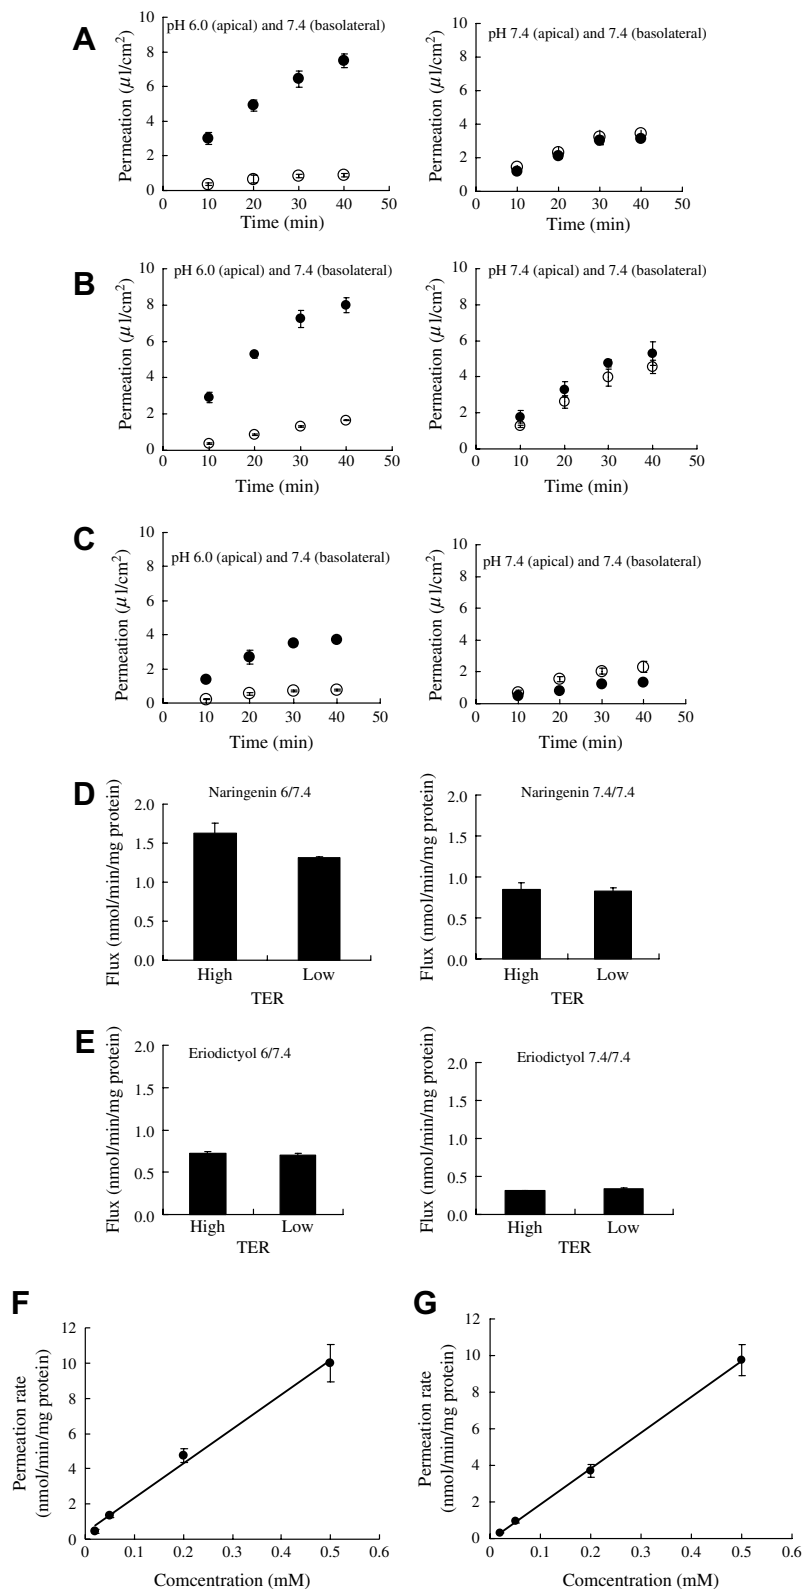 A
pH 6.0 (apical) and 7.4 (basolateral)
pH 7.4 (apical) and 7.4 (basolateral)
Permeation (μl/cm²)
10
8
6
4
2
0
0 10 20 30 40 50
Time (min)
Permeation (μl/cm²)
10
8
6
4
2
0
0 10 20 30 40 50
Time (min)
B
pH 6.0 (apical) and 7.4 (basolateral)
pH 7.4 (apical) and 7.4 (basolateral)
Permeation (μl/cm²)
10
8
6
4
2
0
0 10 20 30 40 50
Time (min)
Permeation (μl/cm²)
10
8
6
4
2
0
0 10 20 30 40 50
Time (min)
C
pH 6.0 (apical) and 7.4 (basolateral)
pH 7.4 (apical) and 7.4 (basolateral)
Permeation (μl/cm²)
10
8
6
4
2
0
0 10 20 30 40 50
Time (min)
Permeation (μl/cm²)
10
8
6
4
2
0
0 10 20 30 40 50
Time (min)
D
Naringenin 6/7.4
Naringenin 7.4/7.4
Flux (nmol/min/mg protein)
2.0
1.5
1.0
0.5
0.0
High Low
TER
Flux (nmol/min/mg protein)
2.0
1.5
1.0
0.5
0.0
High Low
TER
E
Eriodictyol 6/7.4
Eriodictyol 7.4/7.4
Flux (nmol/min/mg protein)
2.0
1.5
1.0
0.5
0.0
High Low
TER
Flux (nmol/min/mg protein)
2.0
1.5
1.0
0.5
0.0
High Low
TER
F
Permeation rate
(nmol/min/mg protein)
12
10
8
6
4
2
0
0 0.1 0.2 0.3 0.4 0.5 0.6
Comcentration (mM)
G
Permeation rate
(nmol/min/mg protein)
12
10
8
6
4
2
0
0 0.1 0.2 0.3 0.4 0.5 0.6
Comcentration (mM)